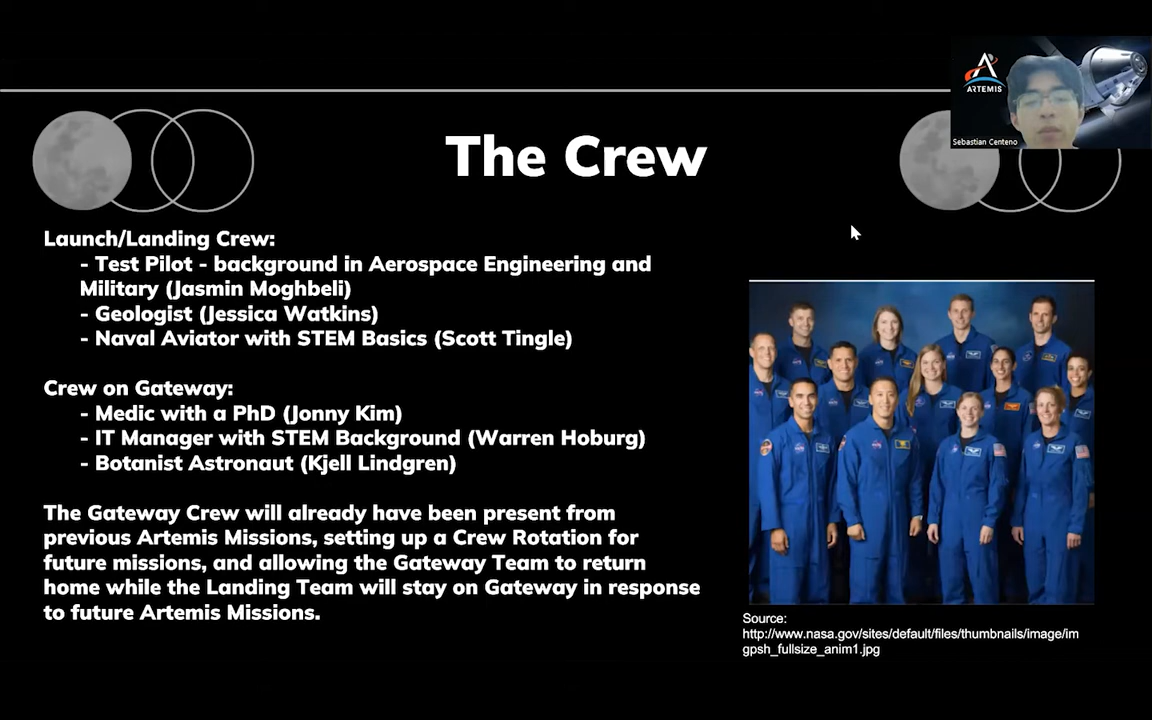 ARTEMIS
Sebastian Centeno
The Crew
Launch/Landing Crew:
- Test Pilot - background in Aerospace Engineering and
Military (Jasmin Moghbeli)
- Geologist (Jessica Watkins)
- Naval Aviator with STEM Basics (Scott Tingle)
Crew on Gateway:
- Medic with a PhD (Jonny Kim)
- IT Manager with STEM Background (Warren Hoburg)
- Botanist Astronaut (Kjell Lindgren)
The Gateway Crew will already have been present from
previous Artemis Missions, setting up a Crew Rotation for
future missions, and allowing the Gateway Team to return
home while the Landing Team will stay on Gateway in response
to future Artemis Missions.
Source:
http://www.nasa.gov/sites/default/files/thumbnails/image/im
gpsh_fullsize_anim1.jpg